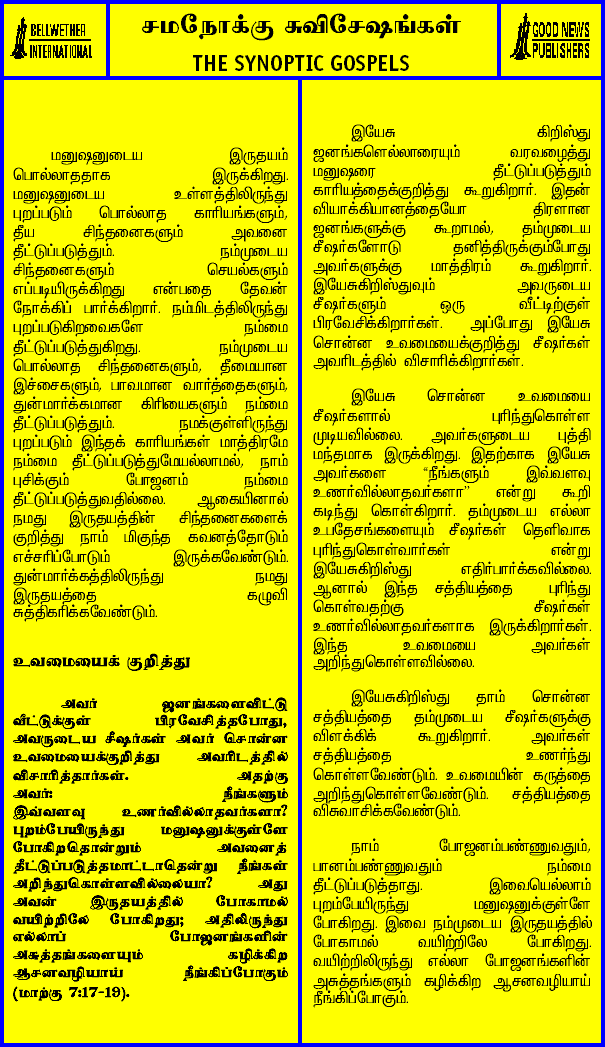 BELLWETHER
INTERNATIONAL
சமநோக்கு சுவிசேஷங்கள்
THE SYNOPTIC GOSPELS
GOOD NEWS
PUBLISHERS
மனுஷனுடைய இருதயம்
பொல்லாததாக இருக்கிறது.
மனுஷனுடைய உள்ளத்திலிருந்து
புறப்படும் பொல்லாத காரியங்களும்,
தீய சிந்தனைகளும் அவனை
தீட்டுப்படுத்தும். நம்முடைய
சிந்தனைகளும் செயல்களும்
எப்படியிருக்கிறது என்பதை தேவன்
நோக்கிப் பார்க்கிறார். நம்மிடத்திலிருந்து
புறப்படுகிறவைகளே நம்மை
தீட்டுப்படுத்துகிறது. நம்முடைய
பொல்லாத சிந்தனைகளும், தீமையான
இச்சைகளும், பாவமான வார்த்தைகளும்,
துன்மார்க்கமான கிரியைகளும் நம்மை
தீட்டுப்படுத்தும். நமக்குள்ளிருந்து
புறப்படும் இந்தக் காரியங்கள் மாத்திரமே
நம்மை தீட்டுப்படுத்துமேயல்லாமல், நாம்
புசிக்கும் போஜனம் நம்மை
தீட்டுப்படுத்துவதில்லை. ஆகையினால்
நமது இருதயத்தின் சிந்தனைகளைக்
குறித்து நாம் மிகுந்த கவனத்தோடும்
எச்சரிப்போடும் இருக்கவேண்டும்.
துன்மார்க்கத்திலிருந்து நமது
இருதயத்தை கழுவி
சுத்திகரிக்கவேண்டும்.
உவமையைக் குறித்து
அவர் ஜனங்களைவிட்டு
வீட்டுக்குள் பிரவேசித்தபோது,
அவருடைய சீஷர்கள் அவர் சொன்ன
உவமையைக்குறித்து அவரிடத்தில்
விசாரித்தார்கள். அதற்கு
அவர்: நீங்களும்
இவ்வளவு உணர்வில்லாதவர்களா?
புறம்பேயிருந்து மனுஷனுக்குள்ளே
போகிறதொன்றும் அவனைத்
தீட்டுப்படுத்தமாட்டாதென்று நீங்கள்
அறிந்துகொள்ளவில்லையா? அது
அவன் இருதயத்தில் போகாமல்
வயிற்றிலே போகிறது; அதிலிருந்து
எல்லாப் போஜனங்களின்
அசுத்தங்களையும் கழிக்கிற
ஆசனவழியாய் நீங்கிப்போகும்
(மாற்கு 7:17-19).
இயேசு கிறிஸ்து
ஜனங்களெல்லாரையும் வரவழைத்து
மனுஷரை தீட்டுப்படுத்தும்
காரியத்தைக்குறித்து கூறுகிறார். இதன்
வியாக்கியானத்தையோ திரளான
ஜனங்களுக்கு கூறாமல், தம்முடைய
சீஷர்களோடு தனித்திருக்கும்போது
அவர்களுக்கு மாத்திரம் கூறுகிறார்.
இயேசுகிறிஸ்துவும் அவருடைய
சீஷர்களும் ஒரு வீட்டிற்குள்
பிரவேசிக்கிறார்கள். அப்போது இயேசு
சொன்ன உவமையைக்குறித்து சீஷர்கள்
அவரிடத்தில் விசாரிக்கிறார்கள்.
இயேசு சொன்ன உவமையை
சீஷர்களால் புரிந்துகொள்ள
முடியவில்லை. அவர்களுடைய புத்தி
மந்தமாக இருக்கிறது. இதற்காக இயேசு
அவர்களை “நீங்களும் இவ்வளவு
உணர்வில்லாதவர்களா” என்று கூறி
கடிந்து கொள்கிறார். தம்முடைய எல்லா
உபதேசங்களையும் சீஷர்கள் தெளிவாக
புரிந்துகொள்வார்கள் என்று
இயேசுகிறிஸ்து எதிர்பார்க்கவில்லை.
ஆனால் இந்த சத்தியத்தை புரிந்து
கொள்வதற்கு சீஷர்கள்
உணர்வில்லாதவர்களாக இருக்கிறார்கள்.
இந்த உவமையை அவர்கள்
அறிந்துகொள்ளவில்லை.
இயேசுகிறிஸ்து தாம் சொன்ன
சத்தியத்தை தம்முடைய சீஷர்களுக்கு
விளக்கிக் கூறுகிறார். அவர்கள்
சத்தியத்தை உணர்ந்து
கொள்ளவேண்டும். உவமையின் கருத்தை
அறிந்துகொள்ளவேண்டும். சத்தியத்தை
விசுவாசிக்கவேண்டும்.
நாம் போஜனம்பண்ணுவதும்,
பானம்பண்ணுவதும் நம்மை
தீட்டுப்படுத்தாது. இவையெல்லாம்
புறம்பேயிருந்து மனுஷனுக்குள்ளே
போகிறது. இவை நம்முடைய இருதயத்தில்
போகாமல் வயிற்றிலே போகிறது.
வயிற்றிலிருந்து எல்லா போஜனங்களின்
அசுத்தங்களும் கழிக்கிற ஆசனவழியாய்
நீங்கிப்போகும்.